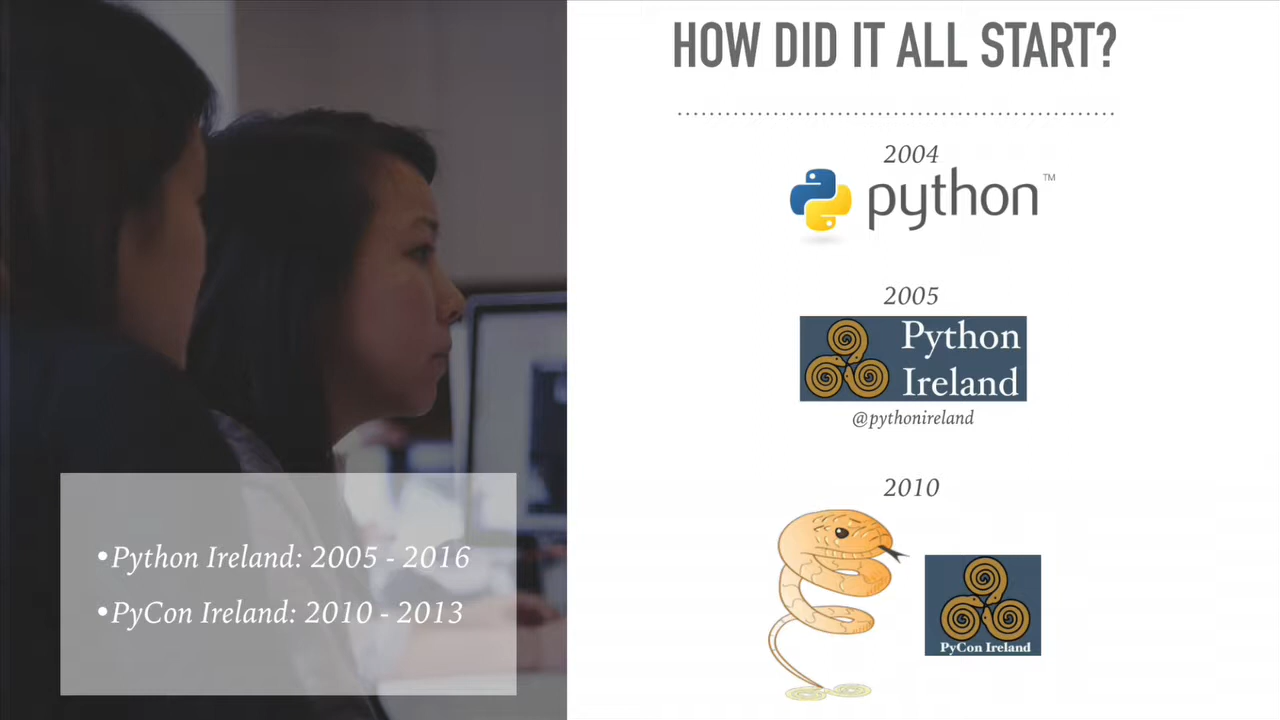 HOW DID IT ALL START?
2004
python™
2005
Python
Ireland
@pythonireland
2010
PyCon Ireland
•Python Ireland: 2005 - 2016
•PyCon Ireland: 2010 - 2013